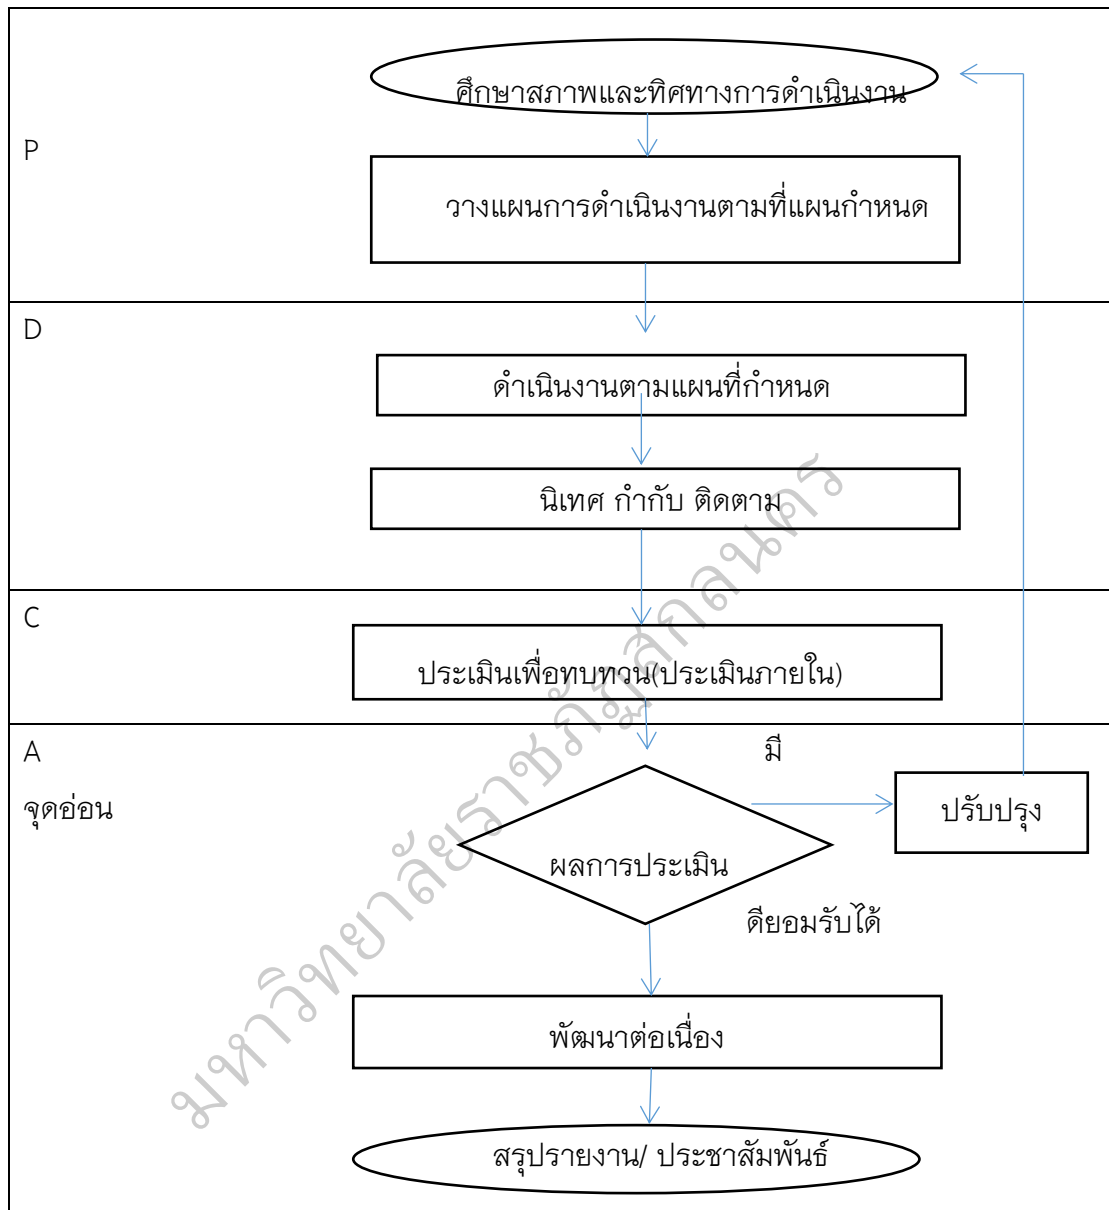 ศึกษาสภาพและทิศทางการดำเนินงาน
P
วางแผนการดำเนินงานตามที่แผนกำหนด
D
ดำเนินงานตามแผนที่กำหนด
นิเทศ กำกับ ติดตาม
C
ประเมินเพื่อทบทวน(ประเมินภายใน)
A
มี
จุดอ่อน
ปรับปรุง
ผลการประเมิน
ดียอมรับได้
พัฒนาต่อเนื่อง
สรุปรายงาน/ ประชาสัมพันธ์
มหาวิทยาลัยราชภัฏสกลนคร